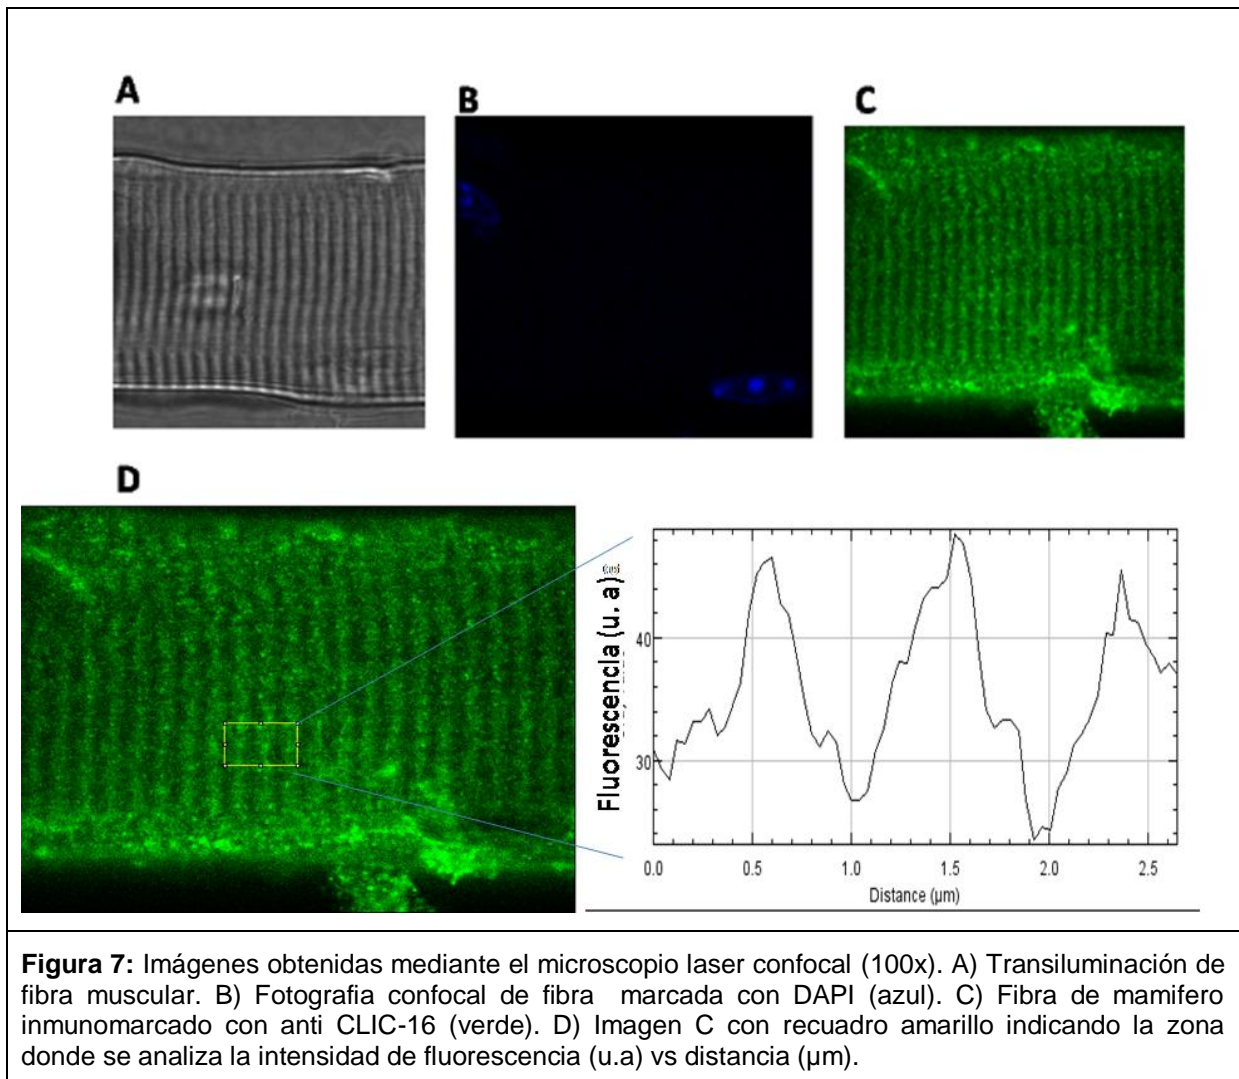 A
B
C
D
Fluorescencia (u. a)
40
30
0.0 0.5 1.0 1.5 2.0 2.5
Distance (µm)
Figura 7: Imágenes obtenidas mediante el microscopio laser confocal (100x). A) Transiluminación de
fibra muscular. B) Fotografia confocal de fibra marcada con DAPI (azul). C) Fibra de mamifero
inmunomarcado con anti CLIC-16 (verde). D) Imagen C con recuadro amarillo indicando la zona
donde se analiza la intensidad de fluorescencia (u.a) vs distancia (µm).